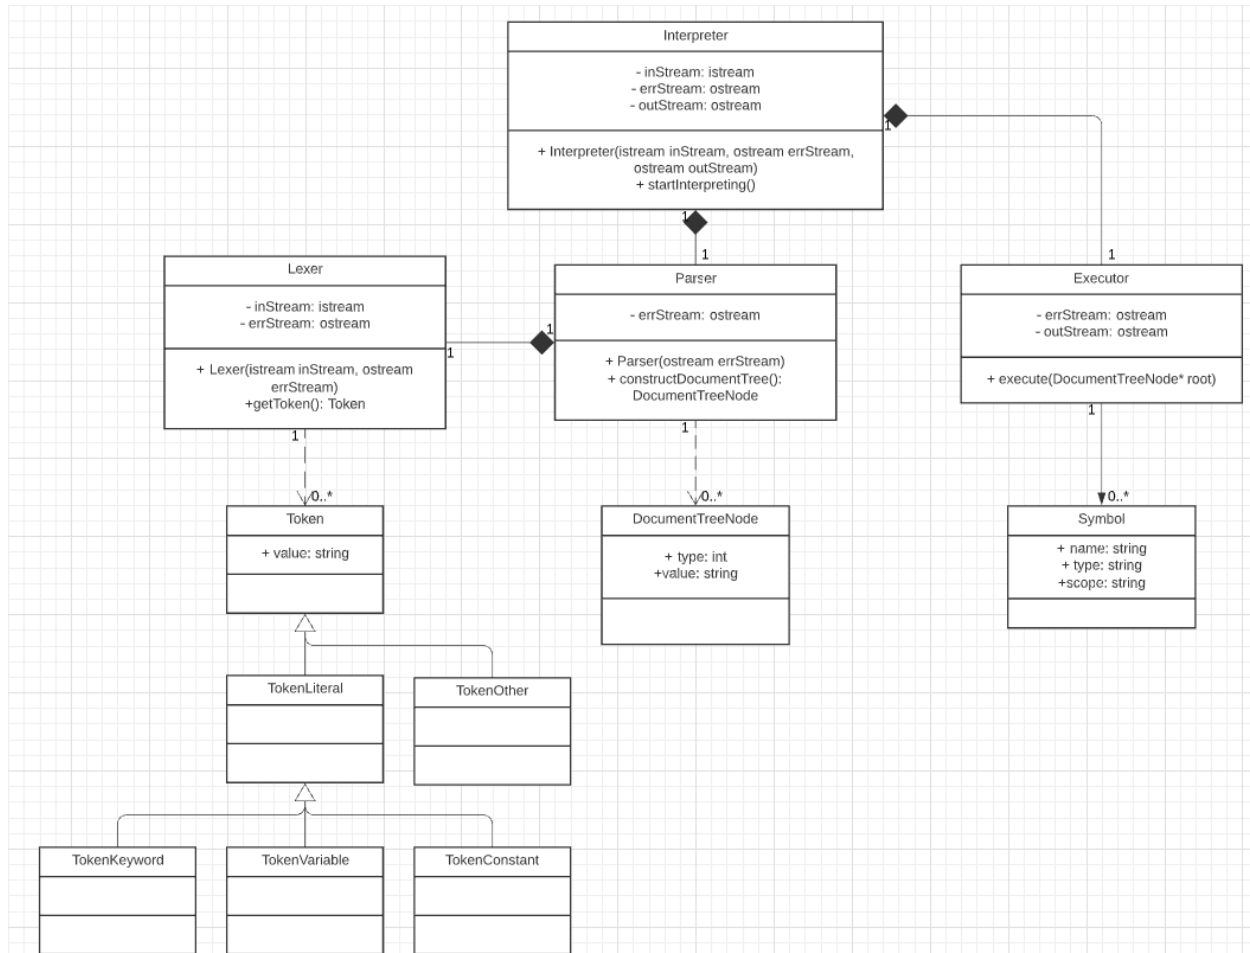 Interpreter
- inStream: istream
- errStream: ostream
- outStream: ostream
+ Interpreter(istream inStream, ostream errStream,
ostream outStream)
+ startInterpreting()
1
1
1
1
Lexer
- inStream: istream
- errStream: ostream
+ Lexer(istream inStream, ostream
errStream)
+getToken(): Token
1
1
Parser
- errStream: ostream
+ Parser(ostream errStream)
+ constructDocumentTree():
DocumentTreeNode
Executor
- errStream: ostream
- outStream: ostream
+ execute(DocumentTreeNode* root)
1
0..*
1
0..*
1
0..*
Token
+ value: string
DocumentTreeNode
+ type: int
+value: string
Symbol
+ name: string
+ type: string
+scope: string
TokenLiteral
TokenOther
TokenKeyword
TokenVariable
TokenConstant